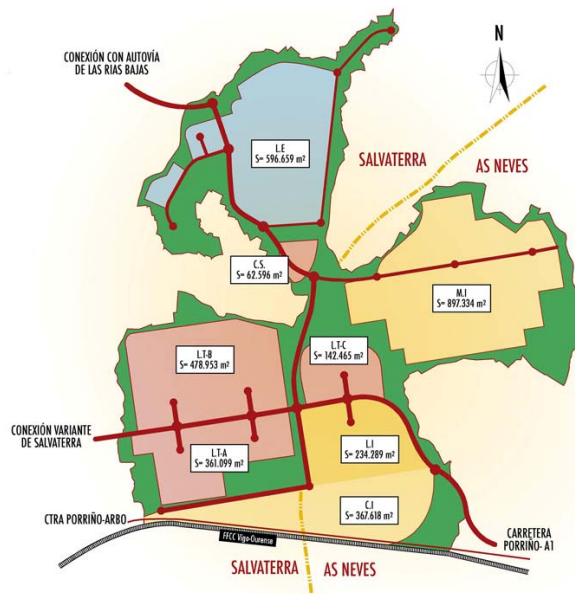 CONEXIÓN CON AUTOVÍA
DE LAS RIAS BAJAS
N
L.E
S= 596.659 m²
SALVATERRA
AS NEVES
C.S.
S= 62.596 m²
M.I
S= 897.334 m²
L.T-B
S= 478.953 m²
L.T-C
S= 142.465 m²
CONEXIÓN VARIANTE
DE SALVATERRA
L.T-A
S= 361.099 m²
L.I
S= 234.289 m²
C.I
S= 367.618 m²
CTRA PORRIÑO-ARBO
FFCC Vigo-Ourense
CARRETERA
PORRIÑO- A1
SALVATERRA
AS NEVES